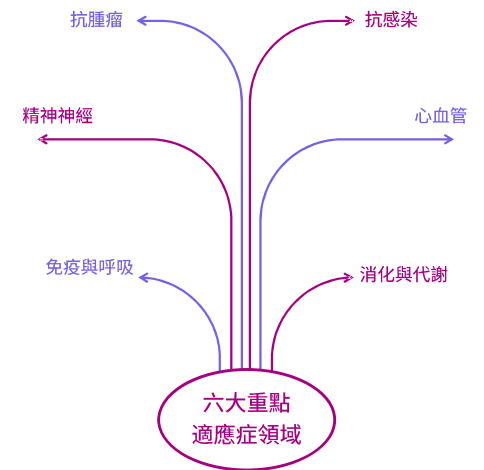 抗腫瘤
抗感染
精神神經
心血管
免疫與呼吸
消化與代謝
六大重點
適應症領域